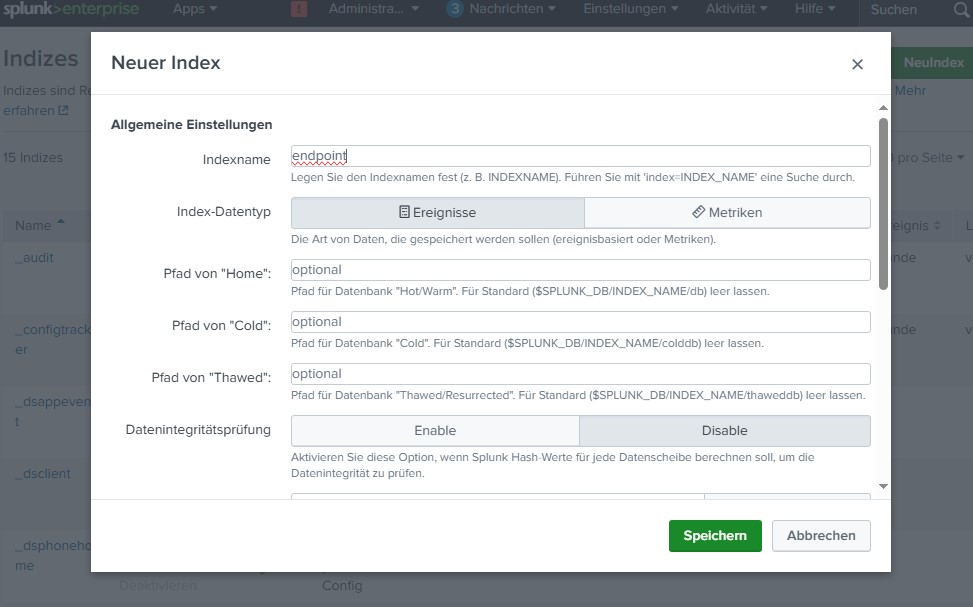 splunk>enterprise Apps ! Administra... 3 Nachrichten Einstellungen Aktivität Hilfe Suchen
Neuer Index
Indizes
NeuIndex
Indizes sind Re
Mehr
erfahren
Allgemeine Einstellungen
15 Indizes
pro Seite
Indexname
endpoint
Legen Sie den Indexnamen fest (z. B. INDEXNAME). Führen Sie mit 'index=INDEX_NAME' eine Suche durch.
Index-Datentyp
Ereignisse
Metriken
Die Art von Daten, die gespeichert werden sollen (ereignisbasiert oder Metriken).
Name
eignis
_audit
nde
Pfad von "Home":
optional
Pfad für Datenbank "Hot/Warm". Für Standard ($SPLUNK_DB/INDEX_NAME/db) leer lassen.
Pfad von "Cold":
optional
Pfad für Datenbank "Cold". Für Standard ($SPLUNK_DB/INDEX_NAME/colddb) leer lassen.
_configtrack
er
nde
Pfad von "Thawed":
optional
Pfad für Datenbank "Thawed/Resurrected". Für Standard ($SPLUNK_DB/INDEX_NAME/thaweddb) leer lassen.
_dsappeven
t
Datenintegritätsprüfung
Enable
Disable
Aktivieren Sie diese Option, wenn Splunk Hash-Werte für jede Datenscheibe berechnen soll, um die
Datenintegrität zu prüfen.
_dsclient
Speichern
Abbrechen
_dsphoneho
me
Deaktivieren
Config